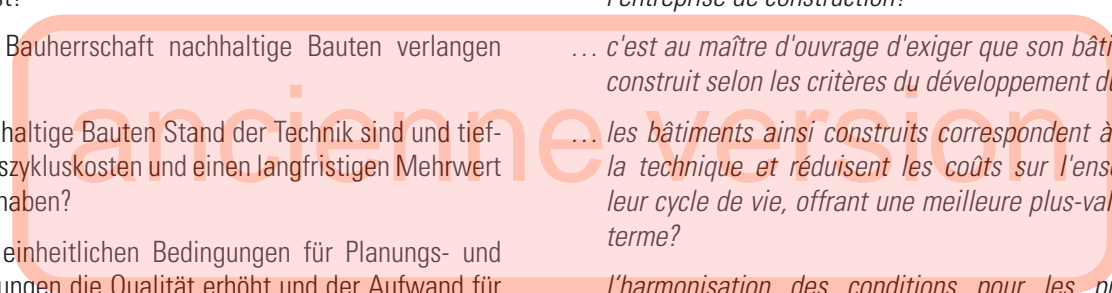 Bauherrschaft nachhaltige Bauten verlangen
haltige Bauten Stand der Technik sind und tief-
szykluskosten und einen langfristigen Mehrwert
haben?
einheitlichen Bedingungen für Planungs- und
ungen die Qualität erhöht und der Aufwand für
l'entreprise de construction?
… c'est au maître d'ouvrage d'exiger que son bâti
construit selon les critères du développement d
… les bâtiments ainsi construits correspondent à
la technique et réduisent les coûts sur l'ens
leur cycle de vie, offrant une meilleure plus-val
terme?
l'harmonisation des conditions pour les p
ancienne version